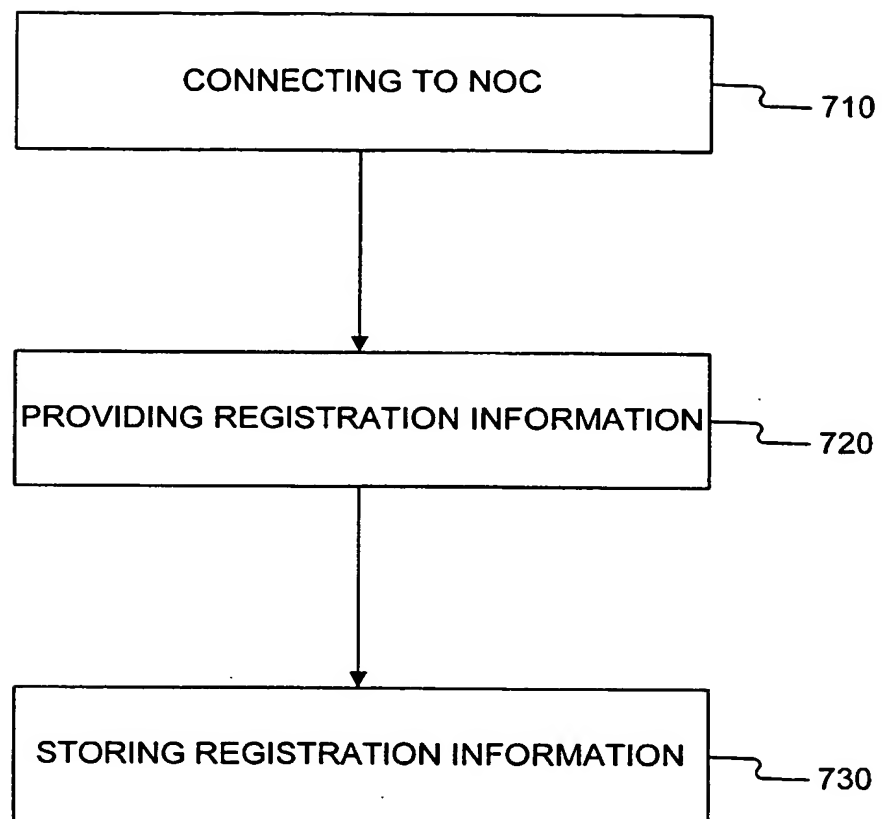 CONNECTING TO NOC
710
PROVIDING REGISTRATION INFORMATION
720
STORING REGISTRATION INFORMATION
730